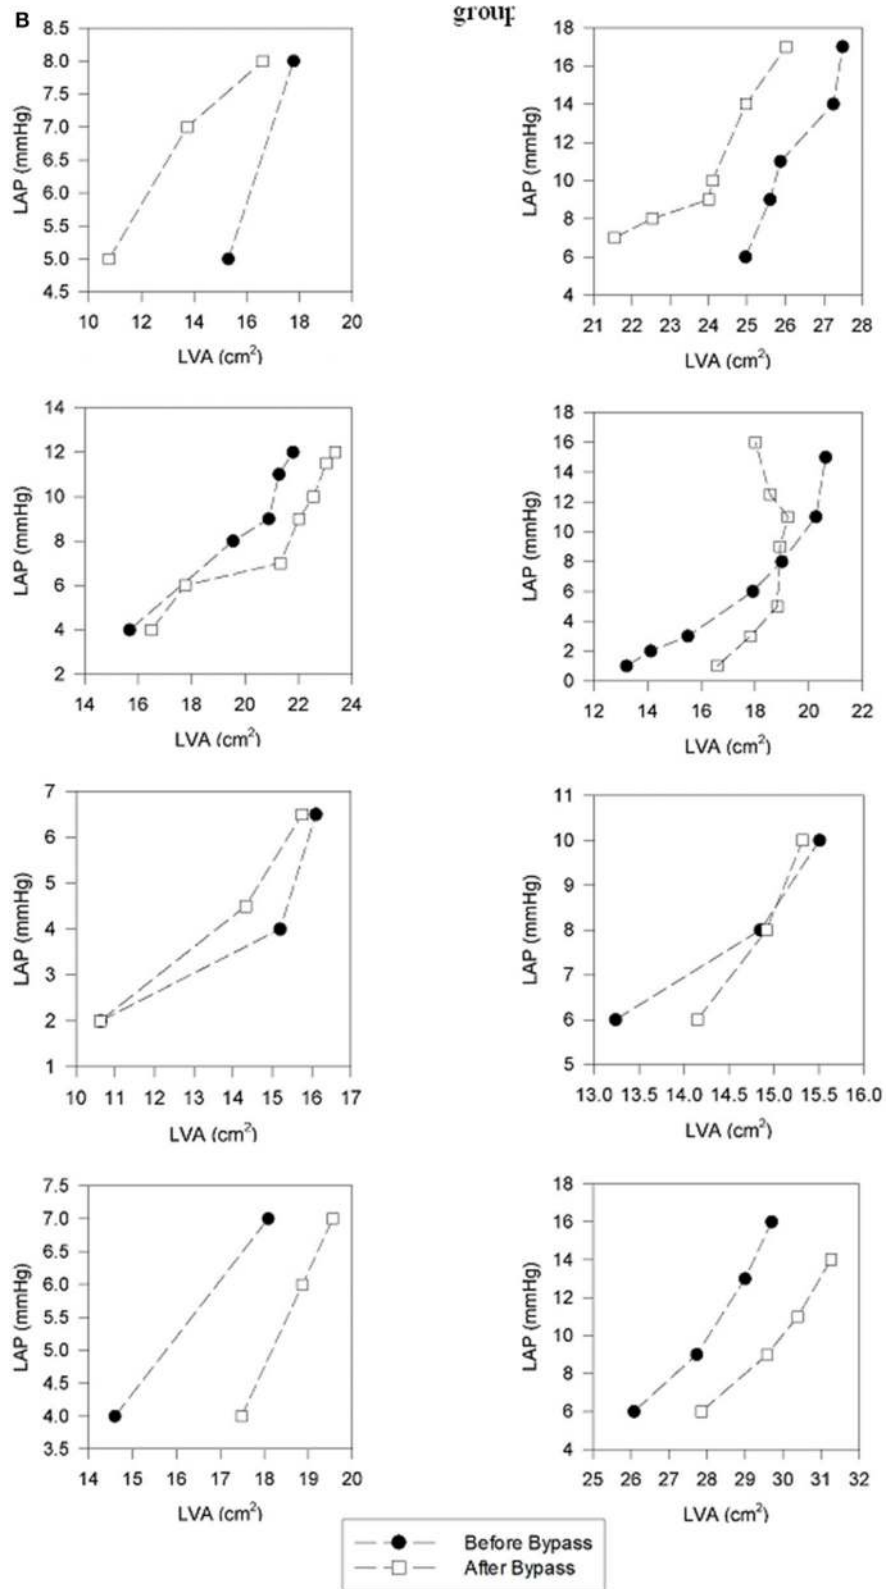 B
group
8.5
8.0
7.5
7.0
6.5
6.0
5.5
5.0
4.5
LAP (mmHg)
10 12 14 16 18 20
LVA (cm²)
18
16
14
12
10
8
6
4
LAP (mmHg)
21 22 23 24 25 26 27 28
LVA (cm²)
14
12
10
8
6
4
2
LAP (mmHg)
14 16 18 20 22 24
LVA (cm²)
18
16
14
12
10
8
6
4
2
0
LAP (mmHg)
12 14 16 18 20 22
LVA (cm²)
7
6
5
4
3
2
1
LAP (mmHg)
10 11 12 13 14 15 16 17
LVA (cm²)
11
10
9
8
7
6
5
LAP (mmHg)
13.0 13.5 14.0 14.5 15.0 15.5 16.0
LVA (cm²)
7.5
7.0
6.5
6.0
5.5
5.0
4.5
4.0
3.5
LAP (mmHg)
14 15 16 17 18 19 20
LVA (cm²)
18
16
14
12
10
8
6
4
LAP (mmHg)
25 26 27 28 29 30 31 32
LVA (cm²)
Before Bypass
After Bypass